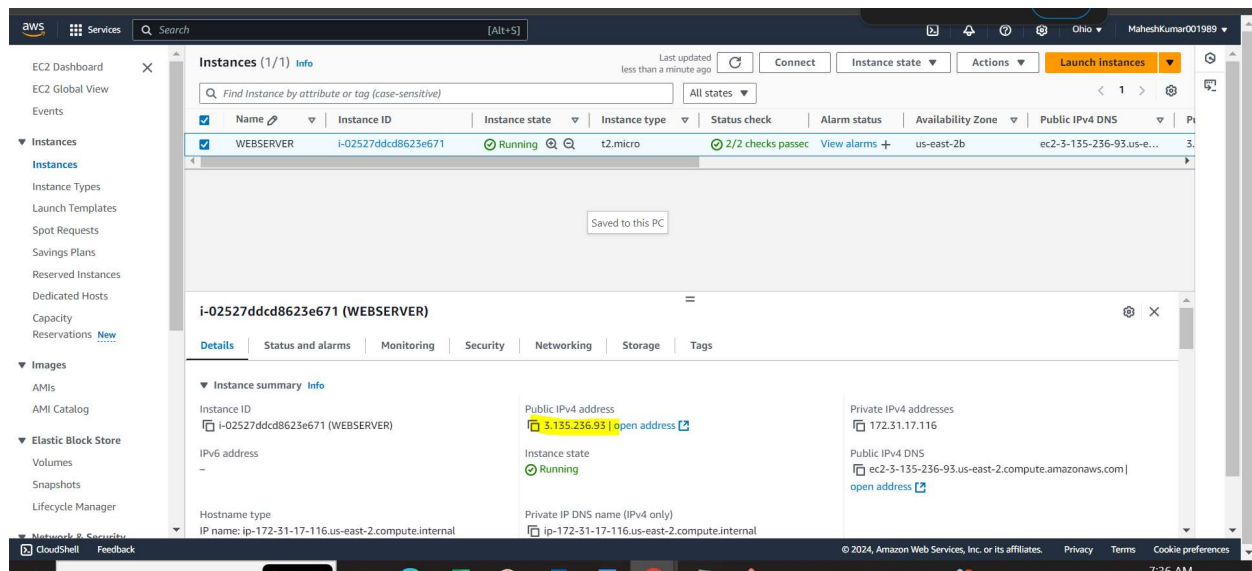 aws Services Search [Alt+S] Ohio MaheshKumar001989
EC2 Dashboard
EC2 Global View
Events
Instances
Instances
Instance Types
Launch Templates
Spot Requests
Savings Plans
Reserved Instances
Dedicated Hosts
Capacity
Reservations New
Images
AMIs
AMI Catalog
Elastic Block Store
Volumes
Snapshots
Lifecycle Manager
Network & Security
Instances (1/1) Info
Last updated
less than a minute ago
Connect Instance state Actions Launch instances
Find Instance by attribute or tag (case-sensitive) All states 1
Name Instance ID Instance state Instance type Status check Alarm status Availability Zone Public IPv4 DNS
WEBSERVER i-02527ddcd8623e671 Running t2.micro 2/2 checks passec View alarms + us-east-2b ec2-3-135-236-93.us-e... 3.
Saved to this PC
i-02527ddcd8623e671 (WEBSERVER)
Details Status and alarms Monitoring Security Networking Storage Tags
Instance summary Info
Instance ID Public IPv4 address Private IPv4 addresses
i-02527ddcd8623e671 (WEBSERVER) 3.135.236.93 | open address 172.31.17.116
IPv6 address Instance state Public IPv4 DNS
– Running ec2-3-135-236-93.us-east-2.compute.amazonaws.com |
open address
Hostname type Private IP DNS name (IPv4 only)
IP name: ip-172-31-17-116.us-east-2.compute.internal ip-172-31-17-116.us-east-2.compute.internal
CloudShell Feedback © 2024, Amazon Web Services, Inc. or its affiliates. Privacy Terms Cookie preferences
7:26 AM